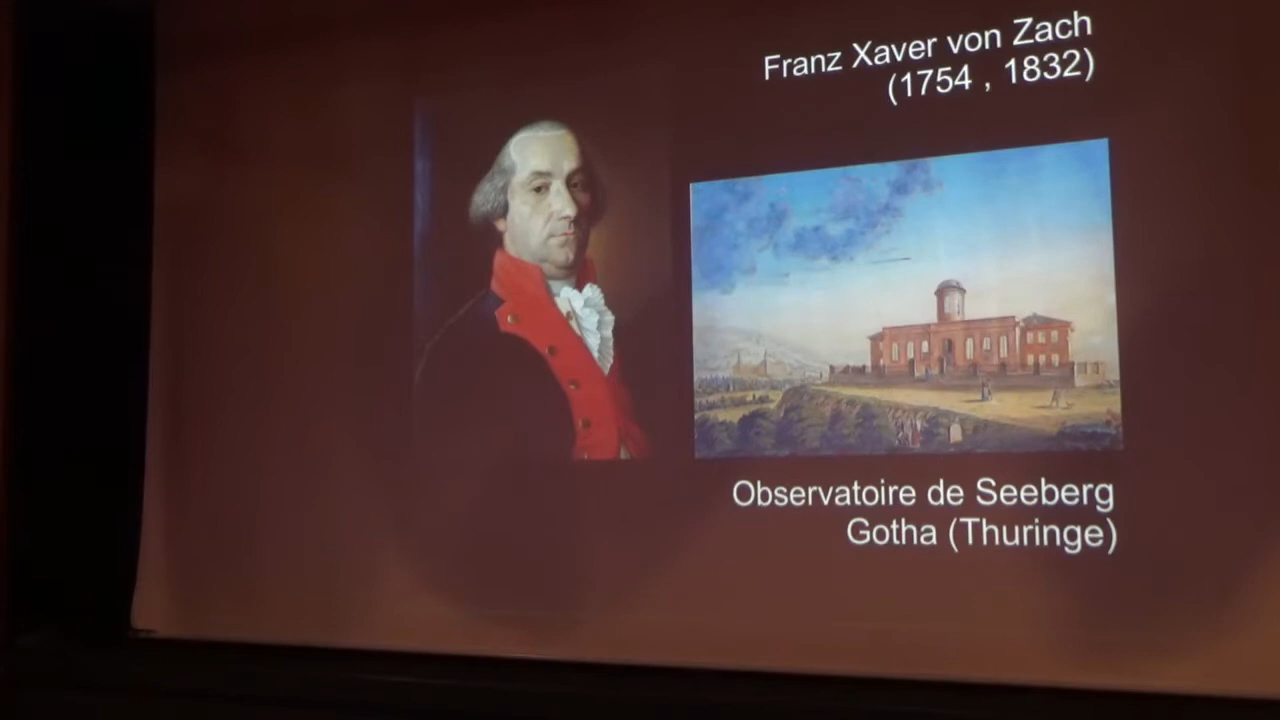 Franz Xaver von Zach
(1754 , 1832)
Observatoire de Seeberg
Gotha (Thuringe)